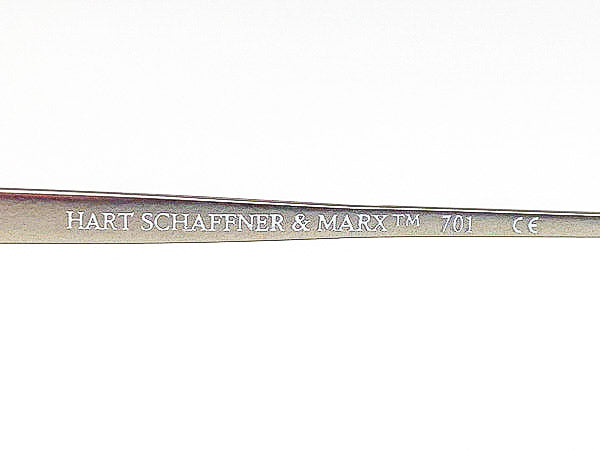 HART SCHAFFNER & MARX™ 701 CE